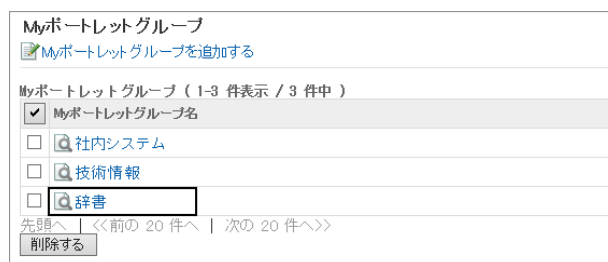 Myポートレットグループ
Myポートレットグループを追加する
Myポートレットグループ ( 1-3 件表示 / 3 件中 )
Myポートレットグループ名
社内システム
技術情報
辞書
先頭へ | <<前の 20 件へ | 次の 20 件へ>>
削除する